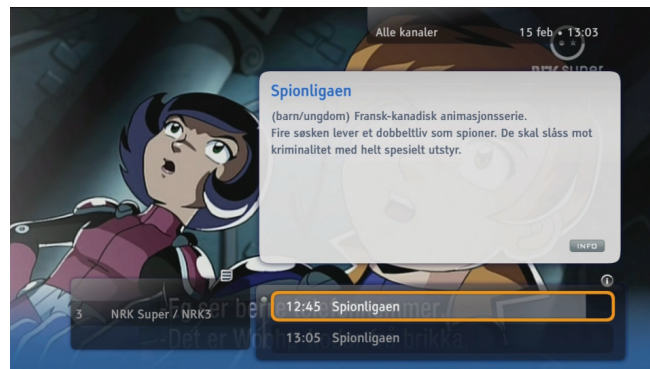 Alle kanaler
15 feb • 13:03
nrk super
Spionligaen
(barn/ungdom) Fransk-kanadisk animasjonsserie.
Fire søsken lever et dobbeltliv som spioner. De skal slåss mot
kriminalitet med helt spesielt utstyr.
INFO
3 NRK Super / NRK3
12:45 Spionligaen
13:05 Spionligaen